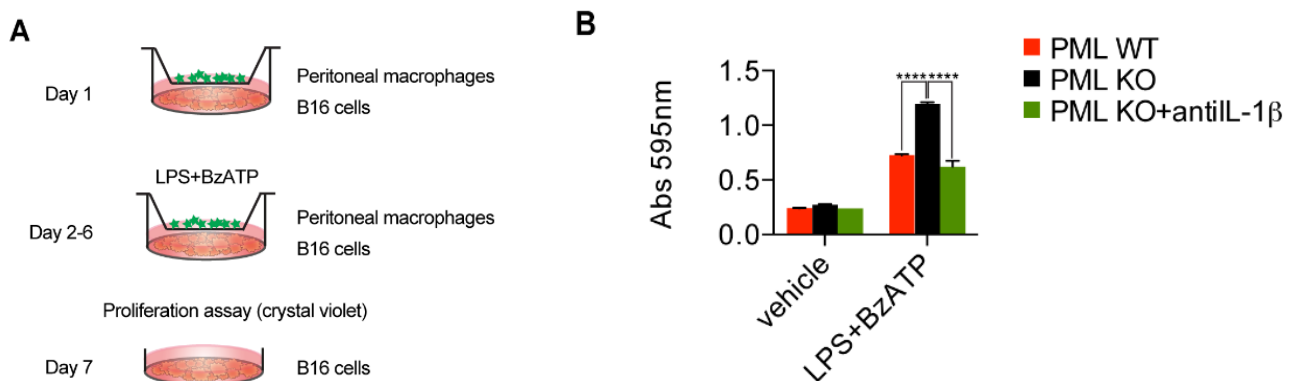 A
Day 1
Peritoneal macrophages
B16 cells
LPS+BzATP
Day 2-6
Peritoneal macrophages
B16 cells
Proliferation assay (crystal violet)
Day 7
B16 cells
B
Abs 595nm
1.5
1.0
0.5
0.0
********
vehicle
LPS+BzATP
PML WT
PML KO
PML KO+antiIL-1β